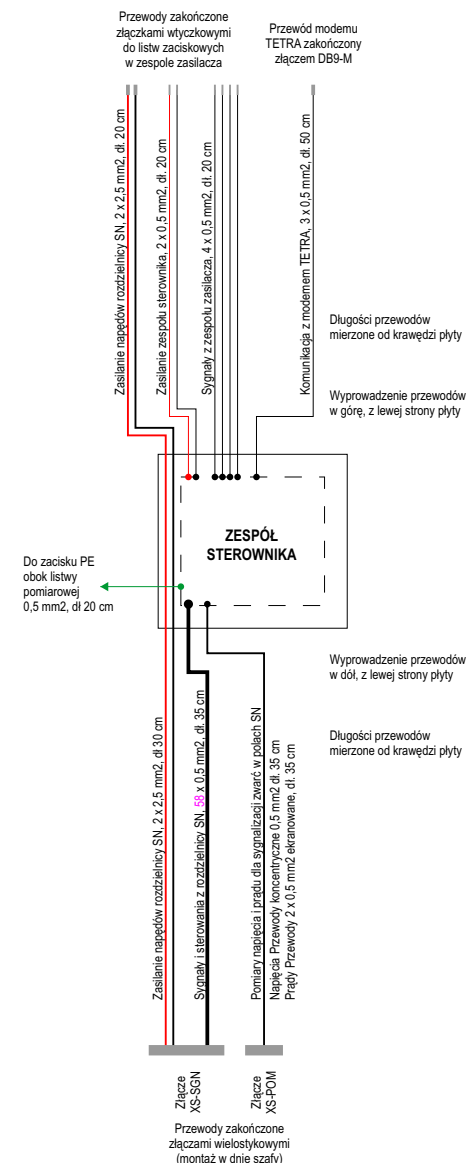 Przewody zakończone
złączkami wtyczkowymi
do listw zaciskowych
w zespole zasilacza
Przewód modemu
TETRA zakończony
złączem DB9-M
Zasilanie napędów rozdzielnicy SN, 2 x 2,5 mm2, dł. 20 cm
Zasilanie zespołu sterownika, 2 x 0,5 mm2, dł. 20 cm
Sygnały z zespołu zasilacza, 4 x 0,5 mm2, dł. 20 cm
Komunikacja z modemem TETRA, 3 x 0,5 mm2, dł. 50 cm
Długości przewodów
mierzone od krawędzi płyty
Wyprowadzenie przewodów
w górę, z lewej strony płyty
ZESPÓŁ
STEROWNIKA
Do zacisku PE
obok listwy
pomiarowej
0,5 mm2, dł 20 cm
Wyprowadzenie przewodów
w dół, z lewej strony płyty
Długości przewodów
mierzone od krawędzi płyty
Zasilanie napędów rozdzielnicy SN, 2 x 2,5 mm2, dł 30 cm
Sygnały i sterowania z rozdzielnicy SN, 58 x 0,5 mm2, dł. 35 cm
Pomiary napięcia i prądu dla sygnalizacji zwarć w polach SN
Napięcia Przewody koncentryczne 0,5 mm2 dł. 35 cm
Prądy Przewody 2 x 0,5 mm2 ekranowane, dł. 35 cm
Złącze
XS-SGN
Złącze
XS-POM
Przewody zakończone
złączami wielostykowymi
(montaż w dnie szafy)